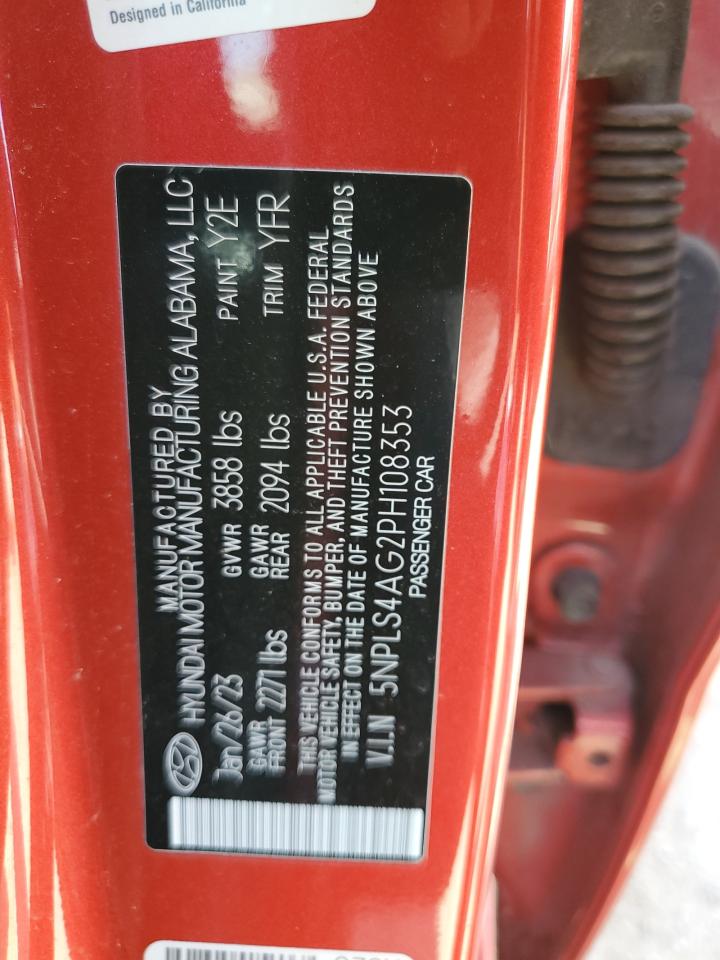 Designed in California
MANUFACTURED BY
HYUNDAI MOTOR MANUFACTURING ALABAMA, LLC
Jan/26/23 GVWR 3858 lbs PAINT Y2E
GAWR FRONT 2271 lbs GAWR REAR 2094 lbs TRIM YFR
THIS VEHICLE CONFORMS TO ALL APPLICABLE U.S.A. FEDERAL
MOTOR VEHICLE SAFETY, BUMPER, AND THEFT PREVENTION STANDARDS
IN EFFECT ON THE DATE OF MANUFACTURE SHOWN ABOVE
V.I.N 5NPLS4AG2PH108353
PASSENGER CAR